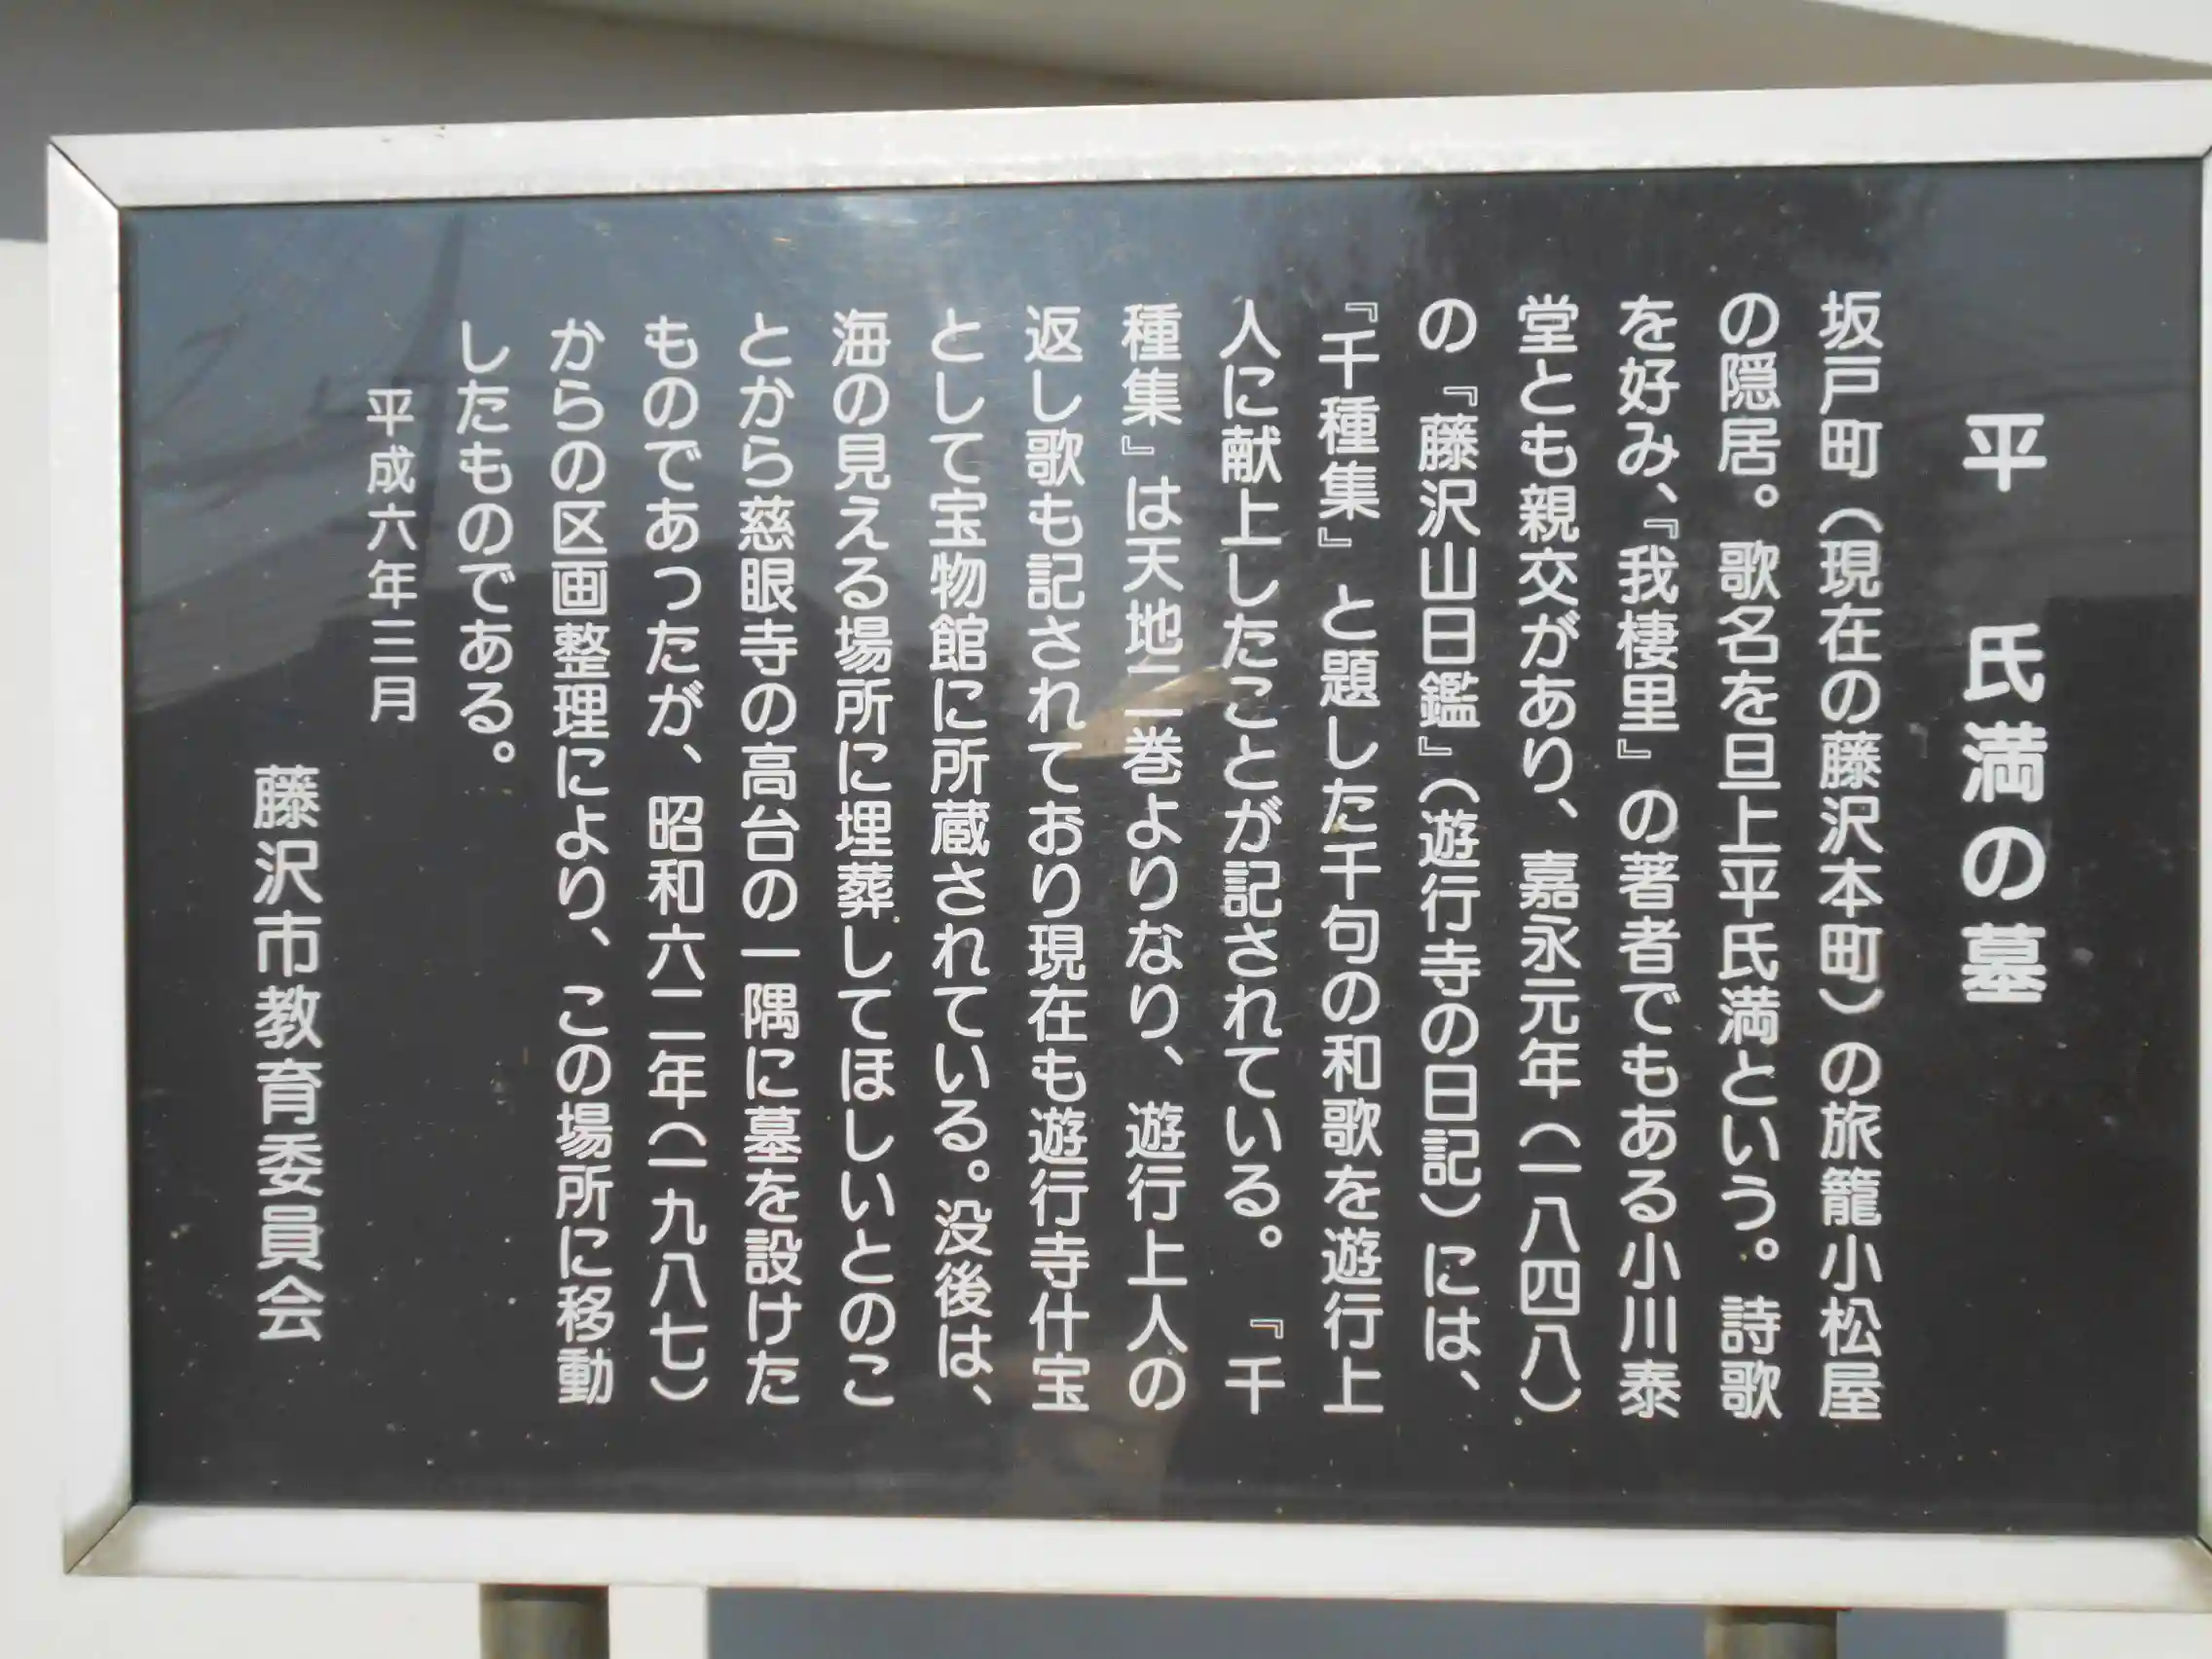 平 氏満の墓
坂戸町（現在の藤沢本町）の旅籠小松屋
の隠居。歌名を旦上平氏満という。詩歌
を好み、『我棲里』の著者でもある小川泰
堂とも親交があり、嘉永元年（一八四八）
の『藤沢山日鑑』（遊行寺の日記）には、
『千種集』と題した千句の和歌を遊行上
人に献上したことが記されている。『千
種集』は天地二巻よりなり、遊行上人の
返し歌も記されており現在も遊行寺什宝
として宝物館に所蔵されている。没後は、
海の見える場所に埋葬してほしいとのこ
とから慈眼寺の高台の一隅に墓を設けた
ものであったが、昭和六二年（一九八七）
からの区画整理により、この場所に移動
したものである。
平成六年三月
藤沢市教育委員会